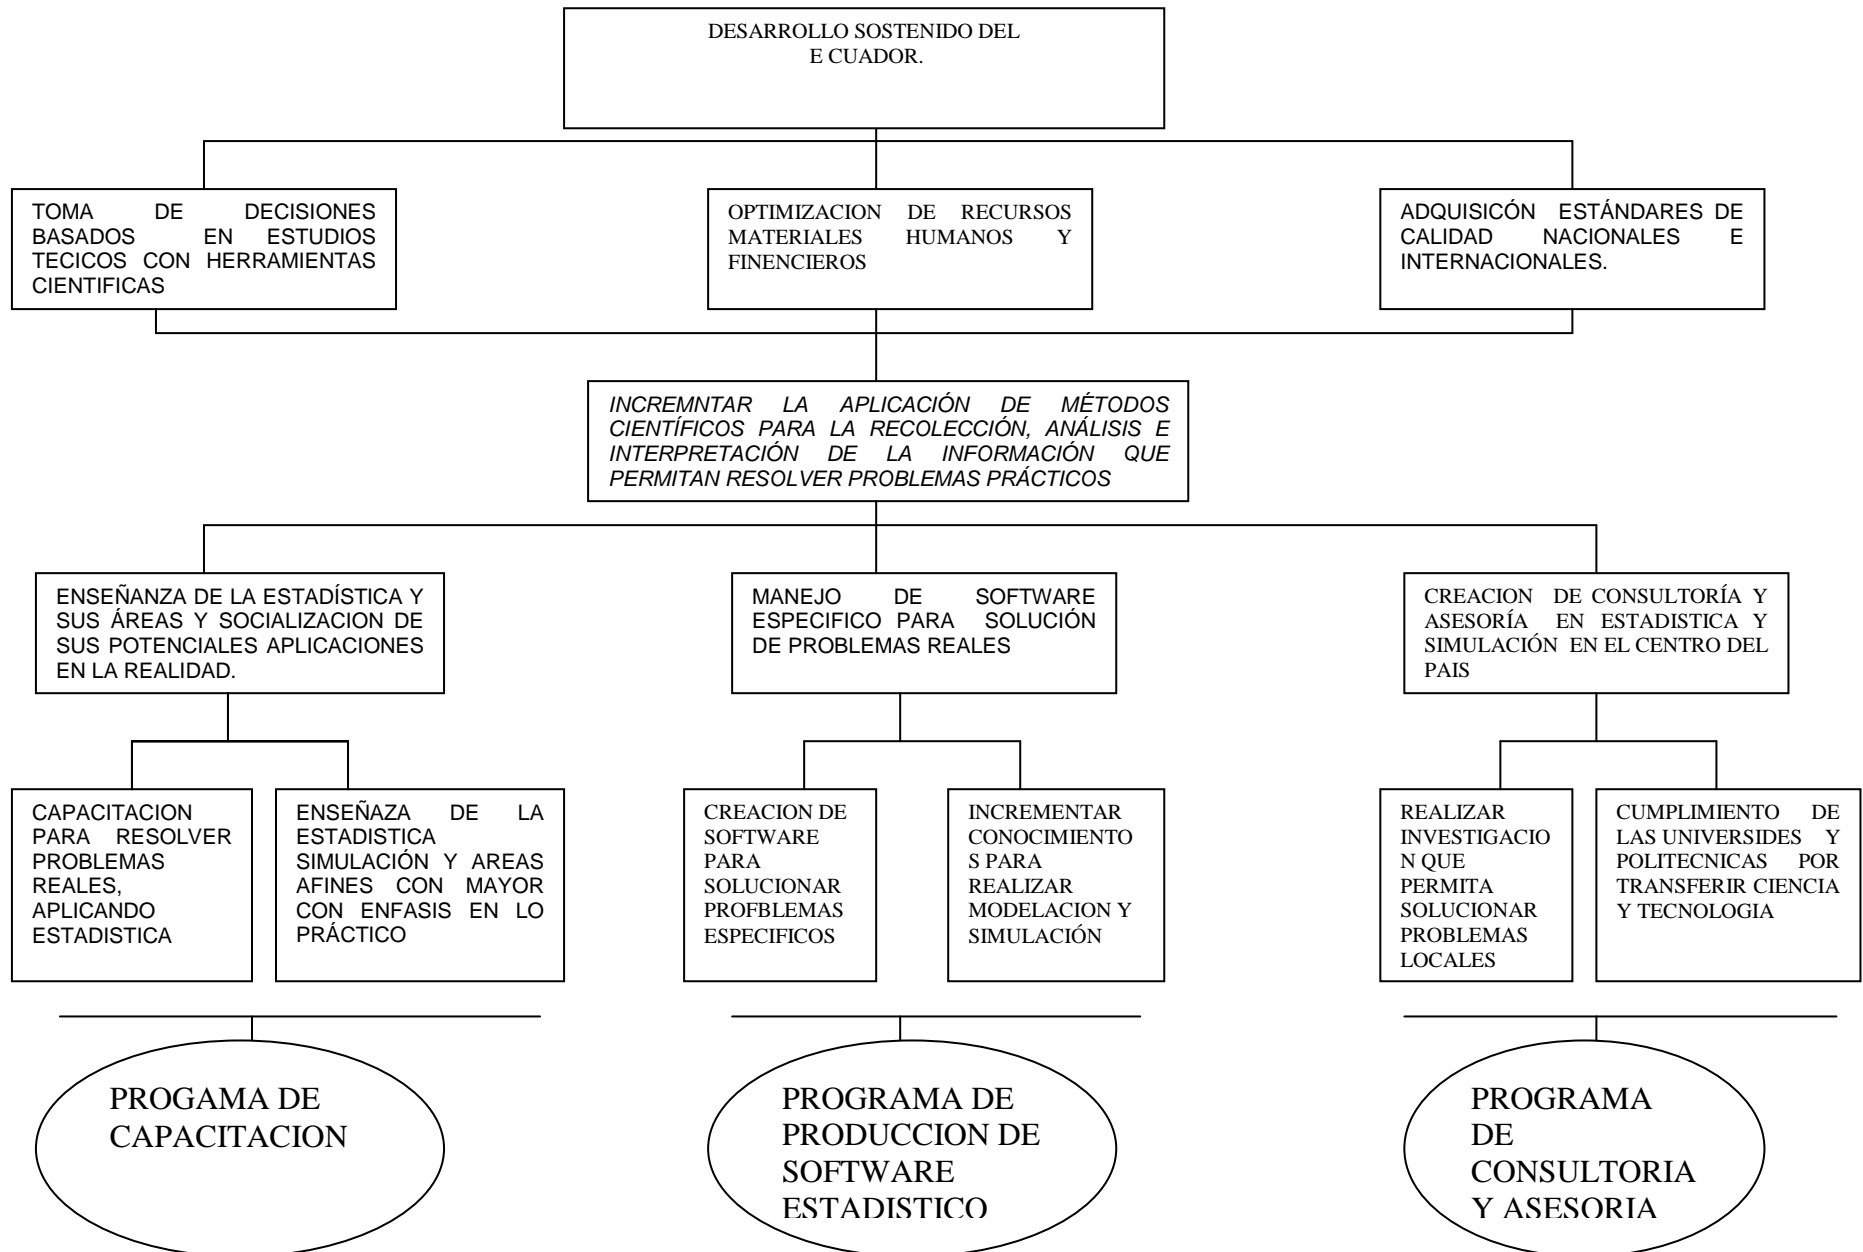 DESARROLLO SOSTENIDO DEL
E CUADOR.
TOMA DE DECISIONES
BASADOS EN ESTUDIOS
TECICOS CON HERRAMIENTAS
CIENTIFICAS
OPTIMIZACION DE RECURSOS
MATERIALES HUMANOS Y
FINENCIEROS
ADQUISICÓN ESTÁNDARES DE
CALIDAD NACIONALES E
INTERNACIONALES.
INCREMNTAR LA APLICACIÓN DE MÉTODOS
CIENTÍFICOS PARA LA RECOLECCIÓN, ANÁLISIS E
INTERPRETACIÓN DE LA INFORMACIÓN QUE
PERMITAN RESOLVER PROBLEMAS PRÁCTICOS
ENSEÑANZA DE LA ESTADÍSTICA Y
SUS ÁREAS Y SOCIALIZACION DE
SUS POTENCIALES APLICACIONES
EN LA REALIDAD.
MANEJO DE SOFTWARE
ESPECIFICO PARA SOLUCIÓN
DE PROBLEMAS REALES
CREACION DE CONSULTORÍA Y
ASESORÍA EN ESTADISTICA Y
SIMULACIÓN EN EL CENTRO DEL
PAIS
CAPACITACION
PARA RESOLVER
PROBLEMAS
REALES,
APLICANDO
ESTADISTICA
ENSEÑAZA DE LA
ESTADISTICA
SIMULACIÓN Y AREAS
AFINES CON MAYOR
CON ENFASIS EN LO
PRÁCTICO
CREACION DE
SOFTWARE
PARA
SOLUCIONAR
PROFBLEMAS
ESPECIFICOS
INCREMENTAR
CONOCIMIENTO
S PARA
REALIZAR
MODELACION Y
SIMULACIÓN
REALIZAR
INVESTIGACIO
N QUE
PERMITA
SOLUCIONAR
PROBLEMAS
LOCALES
CUMPLIMIENTO DE
LAS UNIVERSIDES Y
POLITECNICAS POR
TRANSFERIR CIENCIA
Y TECNOLOGIA
PROGAMA DE
CAPACITACION
PROGRAMA DE
PRODUCCION DE
SOFTWARE
ESTADISTICO
PROGRAMA
DE
CONSULTORIA
Y ASESORIA